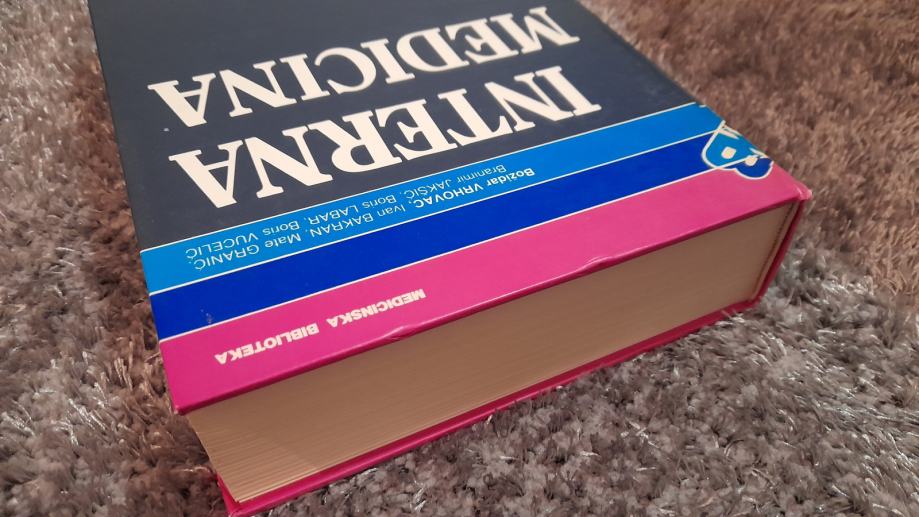 MEDICINSKA BIBLIOTEKA
Božidar VRHOVAC, Ivan BAKRAN, Mate GRANIĆ,
Branimir JAKŠIĆ, Boris LABAR, Boris VUCELIĆ
INTERNA
MEDICINA